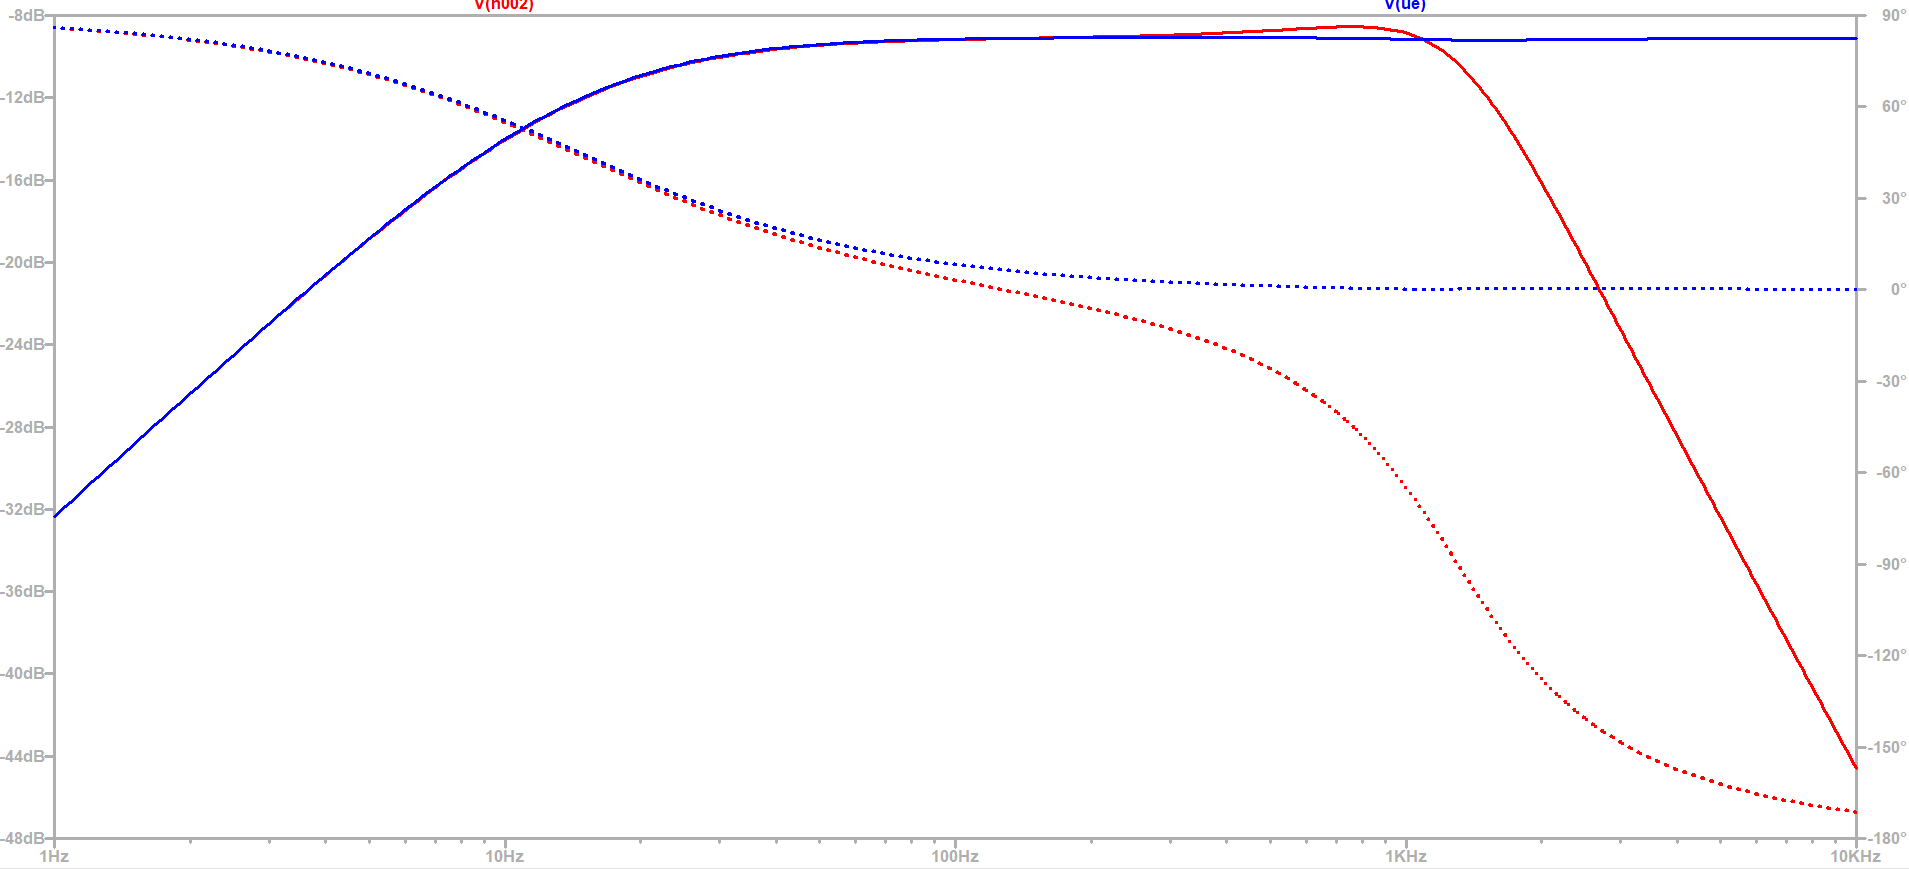 V(n002) V(ue)
-8dB 90°
-12dB 60°
-16dB 30°
-20dB 0°
-24dB -30°
-28dB -60°
-32dB -90°
-36dB -120°
-40dB -150°
-44dB -180°
-48dB
1Hz 10Hz 100Hz 1KHz 10KHz